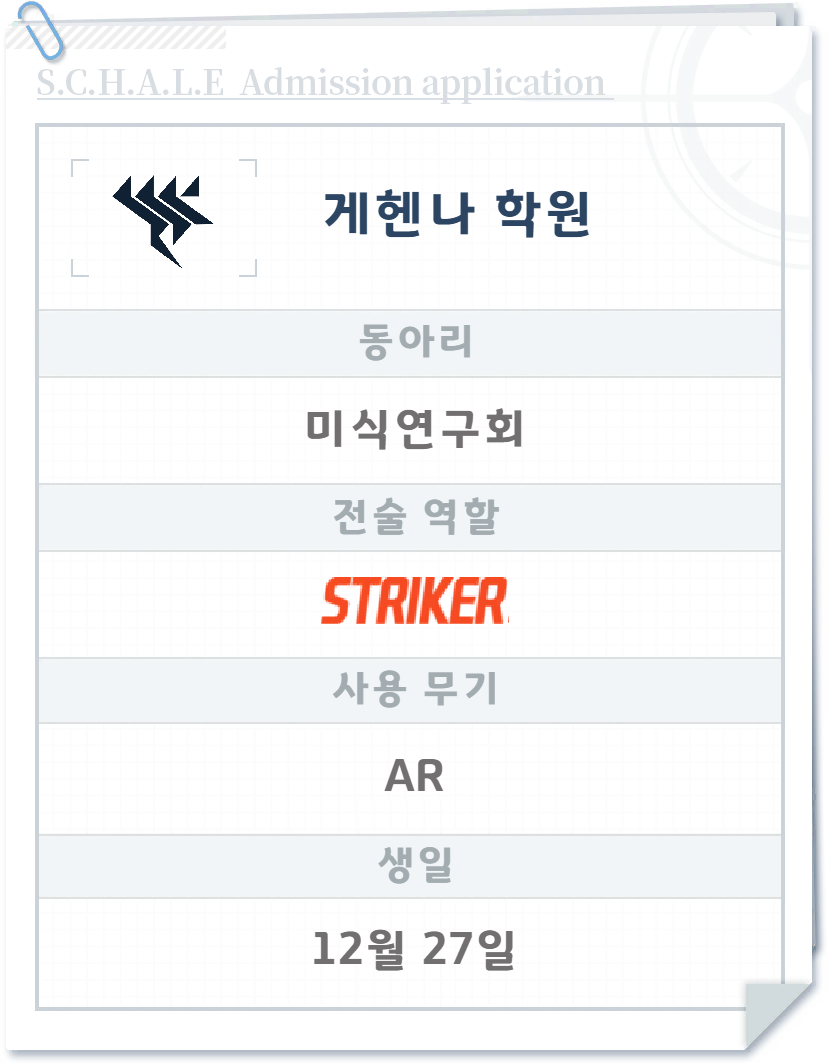 S.C.H.A.L.E Admission application
게헨나 학원
동아리
미식연구회
전술 역할
STRIKER
사용 무기
AR
생일
12월 27일